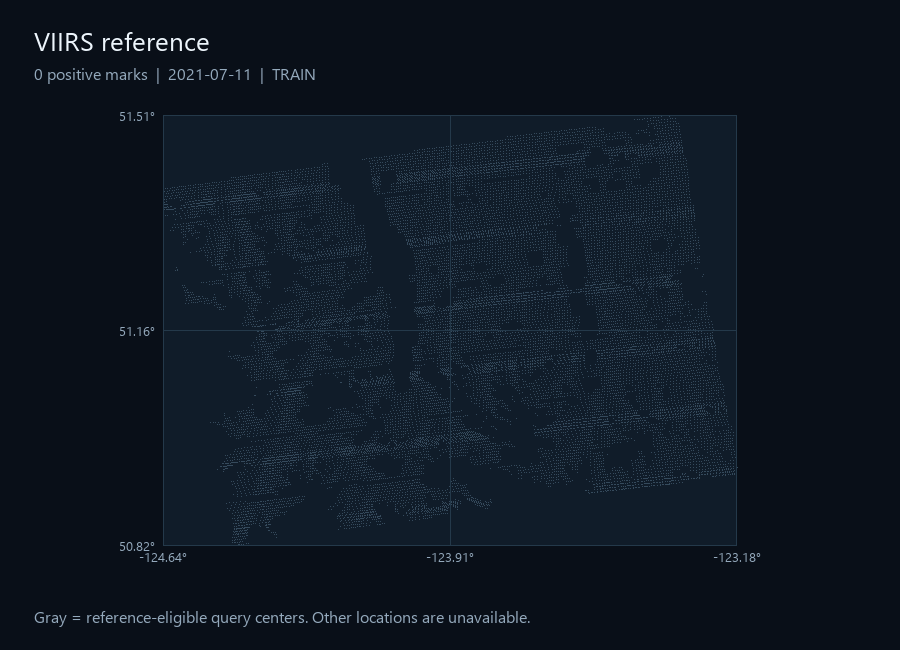 VIIRS reference
0 positive marks | 2021-07-11 | TRAIN
51.51°
51.16°
50.82°
-124.64°
-123.91°
-123.18°
Gray = reference-eligible query centers. Other locations are unavailable.